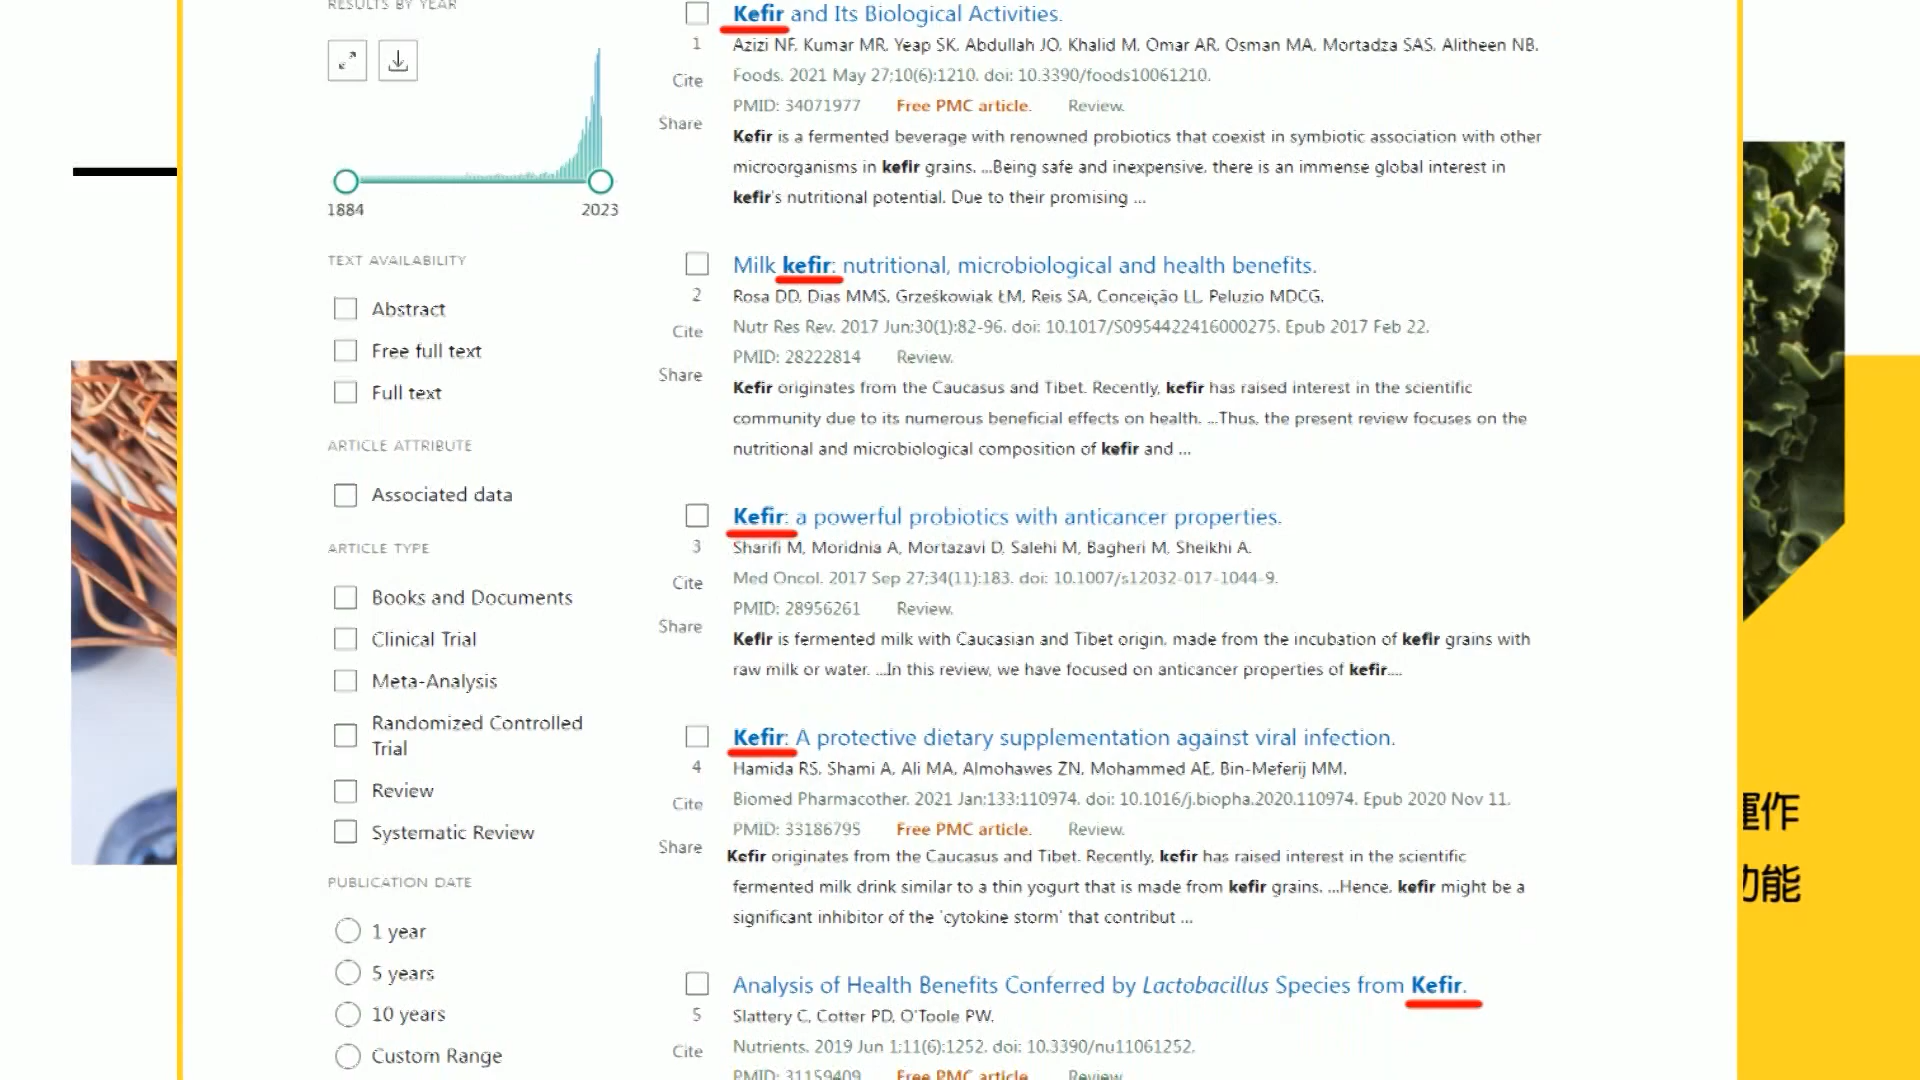 RESULTS BY YEAR
1884
2023
TEXT AVAILABILITY
Abstract
Free full text
Full text
ARTICLE ATTRIBUTE
Associated data
ARTICLE TYPE
Books and Documents
Clinical Trial
Meta-Analysis
Randomized Controlled
Trial
Review
Systematic Review
PUBLICATION DATE
1 year
5 years
10 years
Custom Range
Kefir and Its Biological Activities.
1
Azizi NF, Kumar MR, Yeap SK, Abdullah JO, Khalid M, Omar AR, Osman MA, Mortadza SAS, Alitheen NB.
Cite
Foods. 2021 May 27;10(6):1210. doi: 10.3390/foods10061210.
PMID: 34071977 Free PMC article. Review.
Share
Kefir is a fermented beverage with renowned probiotics that coexist in symbiotic association with other
microorganisms in kefir grains. ...Being safe and inexpensive, there is an immense global interest in
kefir's nutritional potential. Due to their promising ...
Milk kefir: nutritional, microbiological and health benefits.
2
Rosa DD, Dias MMS, Grześkowiak ŁM, Reis SA, Conceição LL, Peluzio MDCG.
Cite
Nutr Res Rev. 2017 Jun;30(1):82-96. doi: 10.1017/S0954422416000275. Epub 2017 Feb 22.
PMID: 28222814 Review.
Share
Kefir originates from the Caucasus and Tibet. Recently, kefir has raised interest in the scientific
community due to its numerous beneficial effects on health. ...Thus, the present review focuses on the
nutritional and microbiological composition of kefir and ...
Kefir: a powerful probiotics with anticancer properties.
3
Sharifi M, Moridnia A, Mortazavi D, Salehi M, Bagheri M, Sheikhi A.
Cite
Med Oncol. 2017 Sep 27;34(11):183. doi: 10.1007/s12032-017-1044-9.
PMID: 28956261 Review.
Share
Kefir is fermented milk with Caucasian and Tibet origin, made from the incubation of kefir grains with
raw milk or water. ...In this review, we have focused on anticancer properties of kefir....
Kefir: A protective dietary supplementation against viral infection.
4
Hamida RS, Shami A, Ali MA, Almohawes ZN, Mohammed AE, Bin-Meferij MM.
Cite
Biomed Pharmacother. 2021 Jan;133:110974. doi: 10.1016/j.biopha.2020.110974. Epub 2020 Nov 11.
PMID: 33186795 Free PMC article. Review.
Share
Kefir originates from the Caucasus and Tibet. Recently, kefir has raised interest in the scientific
fermented milk drink similar to a thin yogurt that is made from kefir grains. ...Hence, kefir might be a
significant inhibitor of the 'cytokine storm' that contribut ...
Analysis of Health Benefits Conferred by Lactobacillus Species from Kefir.
5
Slattery C, Cotter PD, O'Toole PW.
Cite
Nutrients. 2019 Jun 1;11(6):1252. doi: 10.3390/nu11061252.
PMID: 31159409 Free PMC article. Review.
運作
功能